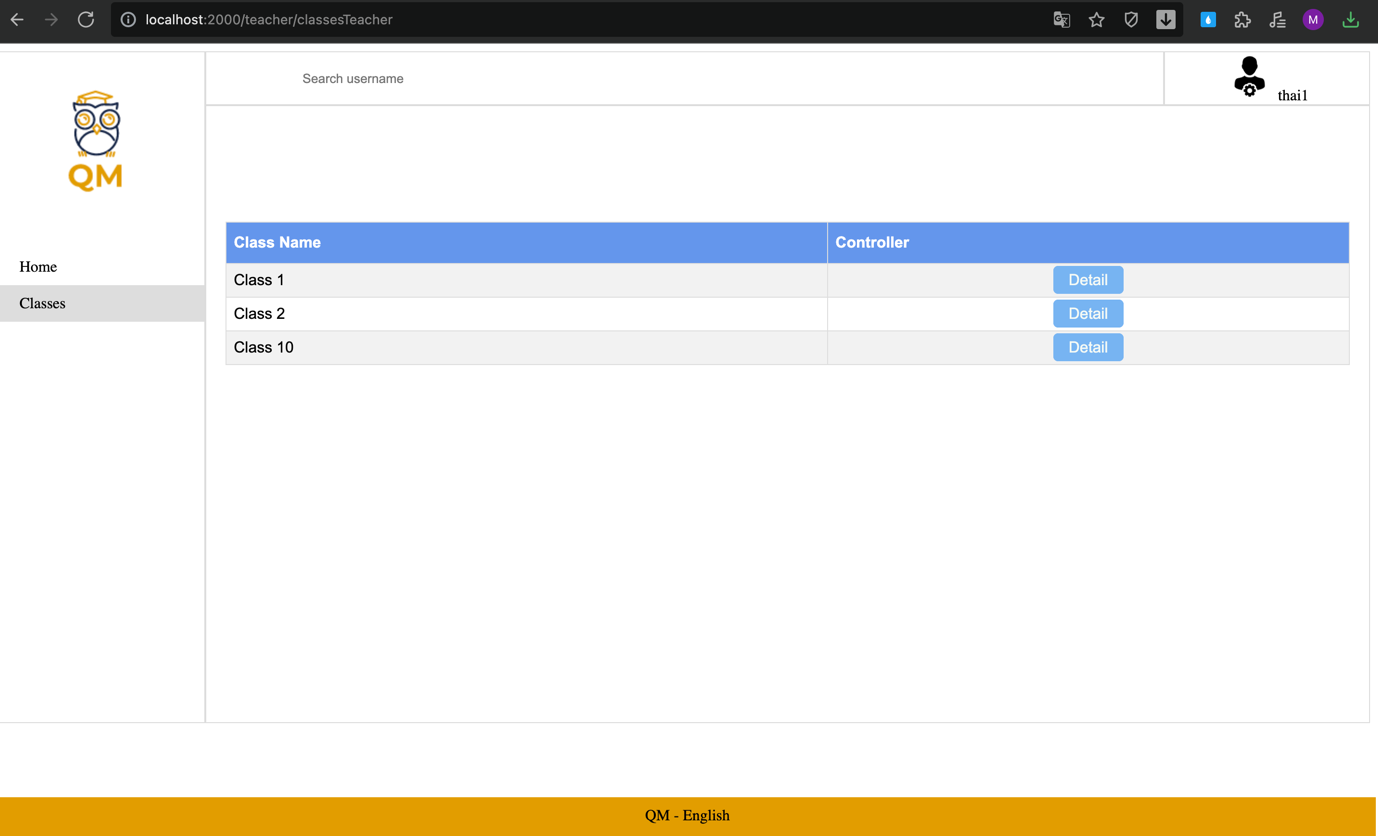 localhost:2000/teacher/classesTeacher
M
Search username
thai1
QM
Home
Classes
Class Name Controller
Class 1 Detail
Class 2 Detail
Class 10 Detail
QM - English